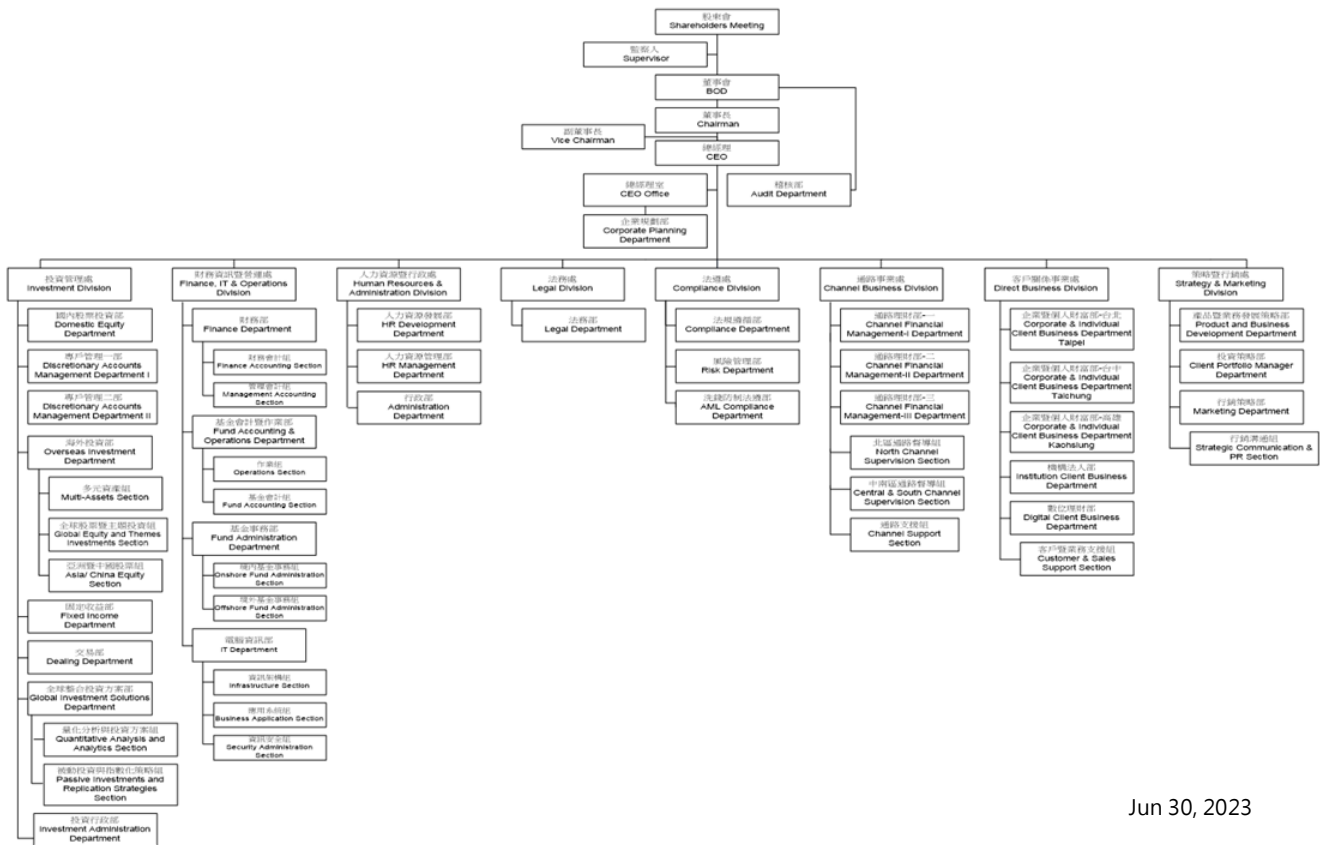 股東會
Shareholders Meeting
監察人
Supervisor
董事會
BOD
董事長
Chairman
副董事長
Vice Chairman
總經理
CEO
總經理室
CEO Office
稽核部
Audit Department
企業規劃部
Corporate Planning
Department
投資管理處
Investment Division
國內股票投資部
Domestic Equity
Department
專戶管理一部
Discretionary Accounts
Management Department I
專戶管理二部
Discretionary Accounts
Management Department II
海外投資部
Overseas Investment
Department
多元資產組
Multi-Assets Section
全球股票暨主題投資組
Global Equity and Themes
Investments Section
亞洲暨中國股票組
Asia/ China Equity
Section
固定收益部
Fixed Income
Department
交易部
Dealing Department
全球整合投資方案部
Global Investment Solutions
Department
量化分析與投資方案組
Quantitative Analysis and
Analytics Section
被動投資與指數化策略組
Passive Investments and
Replication Strategies
Section
投資行政部
Investment Administration
Department
財務資訊暨營運處
Finance, IT & Operations
Division
財務部
Finance Department
財務會計組
Finance Accounting Section
管理會計組
Management Accounting
Section
基金會計暨作業部
Fund Accounting &
Operations Department
作業組
Operations Section
基金會計組
Fund Accounting Section
基金事務部
Fund Administration
Department
境內基金事務組
Onshore Fund Administration
Section
境外基金事務組
Offshore Fund Administration
Section
電腦資訊部
IT Department
資訊架構組
Infrastructure Section
應用系統組
Business Application Section
資訊安全組
Security Administration
Section
人力資源暨行政處
Human Resources &
Administration Division
人力資源發展部
HR Development
Department
人力資源管理部
HR Management
Department
行政部
Administration
Department
法務處
Legal Division
法務部
Legal Department
法遵處
Compliance Division
法規遵循部
Compliance Department
風險管理部
Risk Department
洗錢防制法遵部
AML Compliance
Department
通路事業處
Channel Business Division
通路理財部-一
Channel Financial
Management-I Department
通路理財部-二
Channel Financial
Management-II Department
通路理財部-三
Channel Financial
Management-III Department
北區通路督導組
North Channel
Supervision Section
中南區通路督導組
Central & South Channel
Supervision Section
通路支援組
Channel Support
Section
客戶關係事業處
Direct Business Division
企業暨個人財富部-台北
Corporate & Individual
Client Business Department
Taipei
企業暨個人財富部-台中
Corporate & Individual
Client Business Department
Taichung
企業暨個人財富部-高雄
Corporate & Individual
Client Business Department
Kaohsiung
機構法人部
Institution Client Business
Department
數位理財部
Digital Client Business
Department
客戶暨業務支援組
Customer & Sales
Support Section
策略暨行銷處
Strategy & Marketing
Division
產品暨業務發展策略部
Product and Business
Development Department
投資策略部
Client Portfolio Manager
Department
行銷策略部
Marketing Department
行銷溝通組
Strategic Communication &
PR Section
Jun 30, 2023